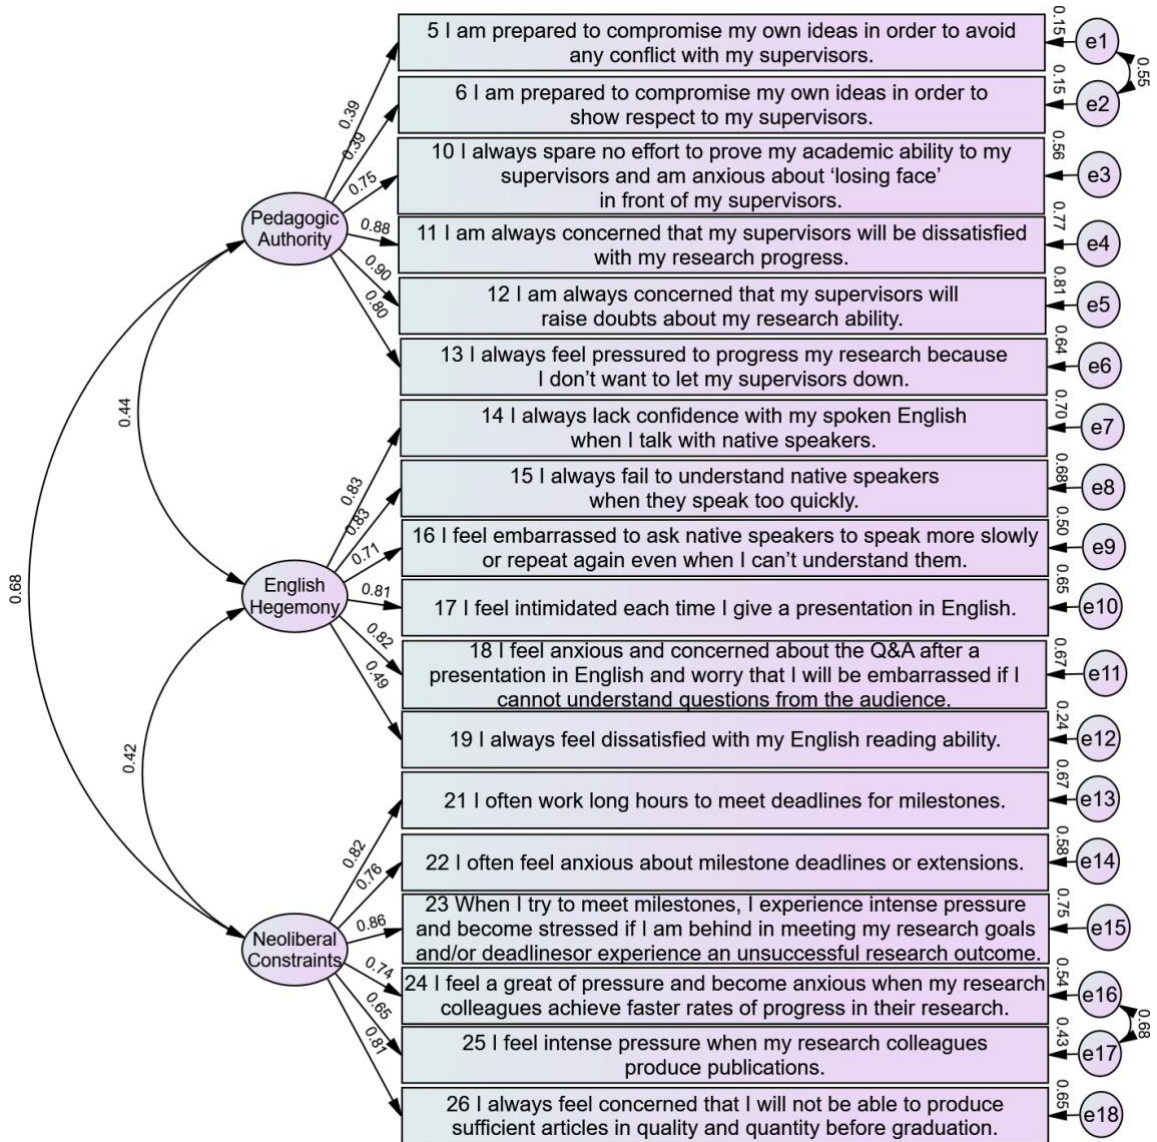 5 I am prepared to compromise my own ideas in order to avoid
any conflict with my supervisors.
0.15
e1
0.55
0.39
6 I am prepared to compromise my own ideas in order to
show respect to my supervisors.
0.15
e2
0.39
10 I always spare no effort to prove my academic ability to my
supervisors and am anxious about ‘losing face’
in front of my supervisors.
0.56
e3
0.75
Pedagogic
Authority
0.88
11 I am always concerned that my supervisors will be dissatisfied
with my research progress.
0.77
e4
0.90
12 I am always concerned that my supervisors will
raise doubts about my research ability.
0.81
e5
0.80
13 I always feel pressured to progress my research because
I don’t want to let my supervisors down.
0.64
e6
0.44
14 I always lack confidence with my spoken English
when I talk with native speakers.
0.70
e7
0.83
15 I always fail to understand native speakers
when they speak too quickly.
0.68
e8
0.83
16 I feel embarrassed to ask native speakers to speak more slowly
or repeat again even when I can’t understand them.
0.50
e9
0.71
0.68
English
Hegemony
0.81
17 I feel intimidated each time I give a presentation in English.
0.65
e10
0.82
18 I feel anxious and concerned about the Q&A after a
presentation in English and worry that I will be embarrassed if I
cannot understand questions from the audience.
0.67
e11
0.49
19 I always feel dissatisfied with my English reading ability.
0.24
e12
0.42
21 I often work long hours to meet deadlines for milestones.
0.67
e13
0.82
22 I often feel anxious about milestone deadlines or extensions.
0.58
e14
0.76
23 When I try to meet milestones, I experience intense pressure
and become stressed if I am behind in meeting my research goals
and/or deadlinesor experience an unsuccessful research outcome.
0.75
e15
0.86
Neoliberal
Constraints
0.74
24 I feel a great of pressure and become anxious when my research
colleagues achieve faster rates of progress in their research.
0.54
e16
0.68
0.65
25 I feel intense pressure when my research colleagues
produce publications.
0.43
e17
0.81
26 I always feel concerned that I will not be able to produce
sufficient articles in quality and quantity before graduation.
0.65
e18